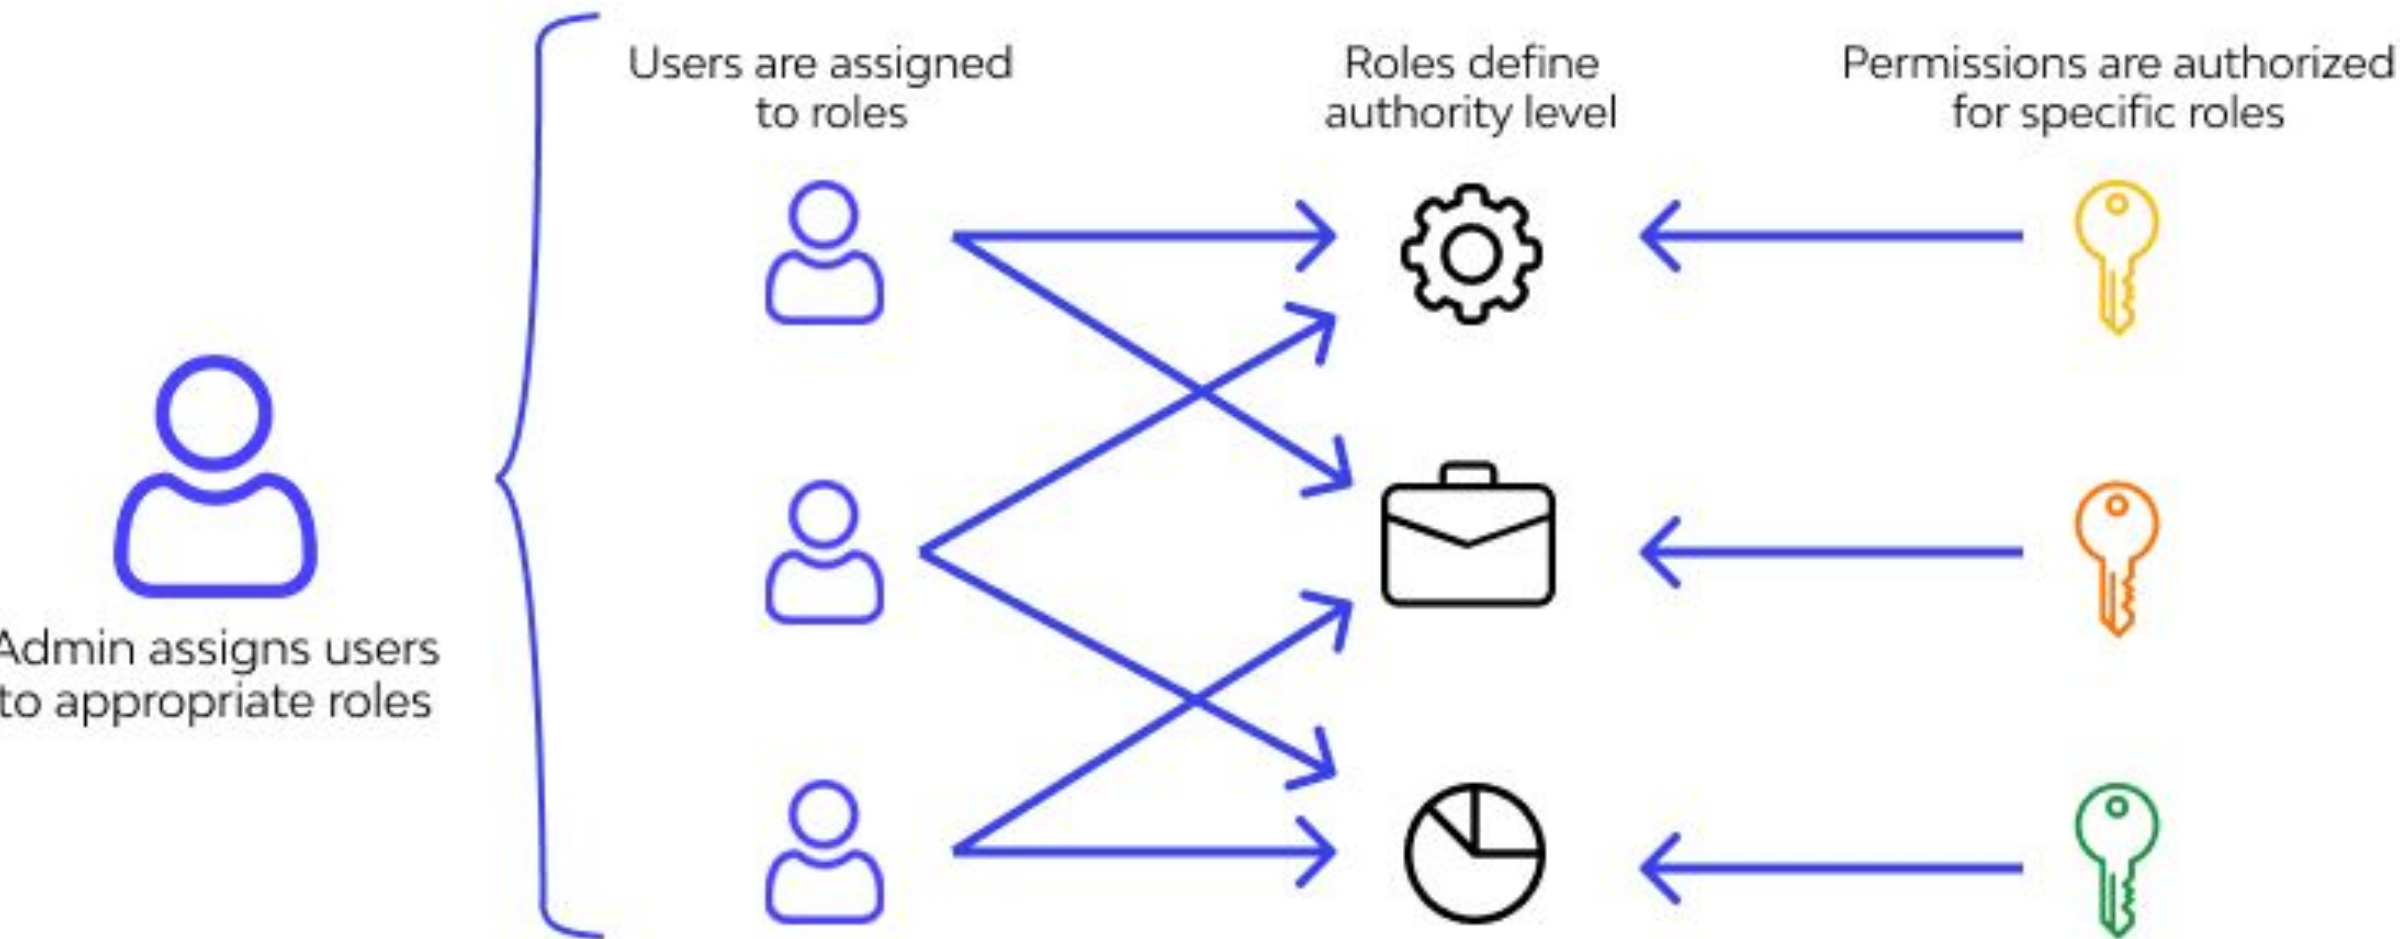 Users are assigned
to roles
Roles define
authority level
Permissions are authorized
for specific roles
Admin assigns users
to appropriate roles